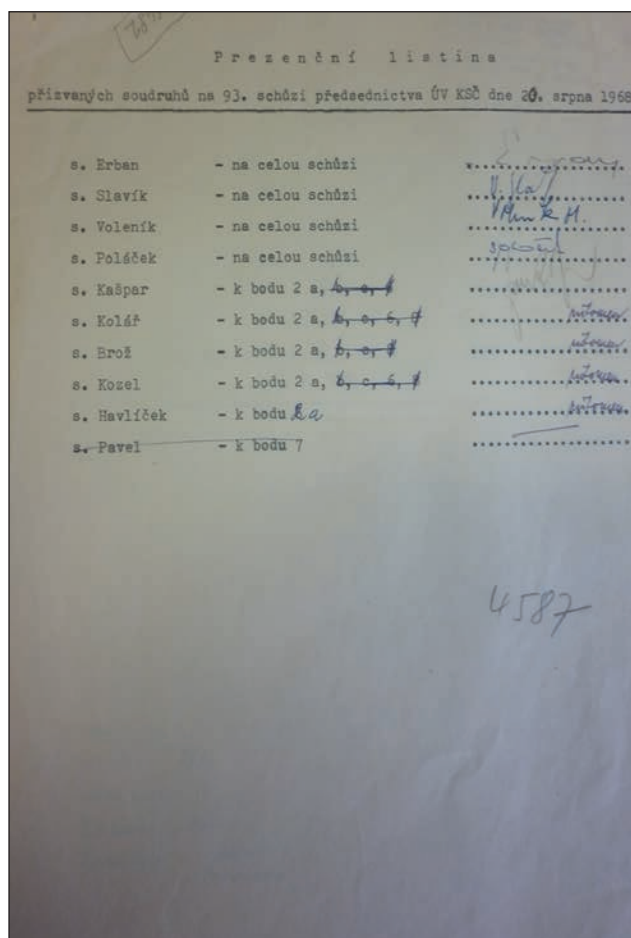 Prezenční listina
přizvaných soudruhů na 93. schůzi předsednictva ÚV KSČ dne 20. srpna 1968
s. Erban - na celou schůzi ....................
s. Slavík - na celou schůzi ....................
s. Voleník - na celou schůzi ....................
s. Poláček - na celou schůzi ....................
s. Kašpar - k bodu 2 a, b, c, ....................
s. Kolář - k bodu 2 a, b, c, 6, ....................
s. Brož - k bodu 2 a, b, c, ....................
s. Kozel - k bodu 2 a, b, c, 6, ....................
s. Havlíček - k bodu 2a ....................
s. Pavel - k bodu 7 ....................
4587